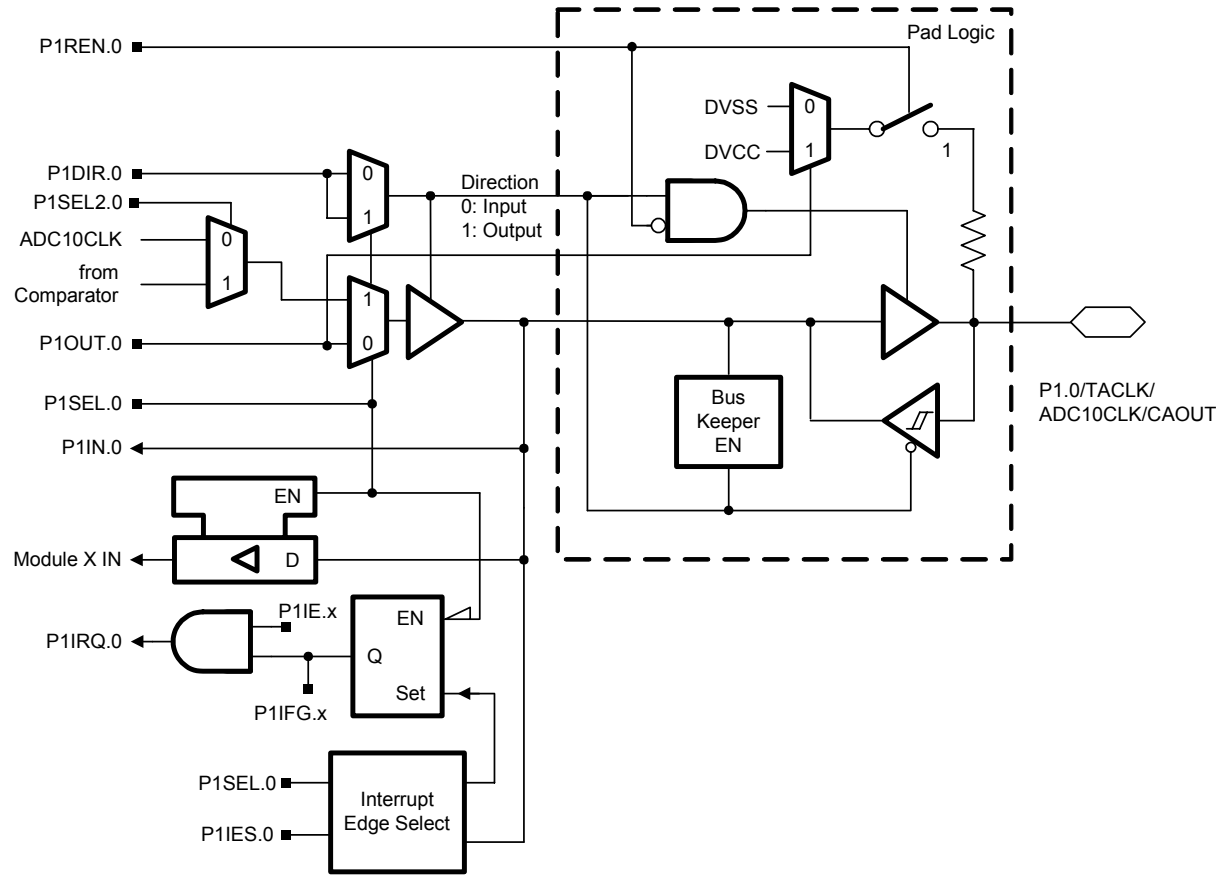 Pad Logic
P1REN.0
DVSS
0
DVCC
1
1
P1DIR.0
0
1
Direction
0: Input
1: Output
P1SEL2.0
ADC10CLK
0
from
Comparator
1
1
0
P1OUT.0
P1SEL.0
P1IN.0
Bus
Keeper
EN
P1.0/TACLK/
ADC10CLK/CAOUT
EN
Module X IN
D
P1IE.x
EN
P1IRQ.0
Q
Set
P1IFG.x
P1SEL.0
P1IES.0
Interrupt
Edge Select